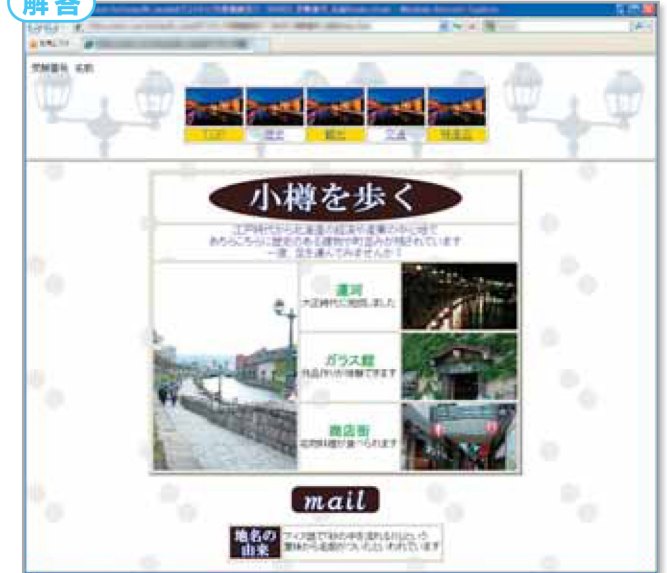 解答
受験番号 名前
TOP 歴史 観光 交通 特産品
小樽を歩く
江戸時代から北海道の経済や産業の中心地で
あちらこちらに歴史のある建物や町並みが残されています
一度、足を運んでみませんか？
運河
大正時代に完成しました
ガラス館
作品作りが体験できます
商店街
北海料理が食べられます
mail
地名の
由来
アイヌ語で「砂の中を流れる川」という
意味から名前がついたといわれています